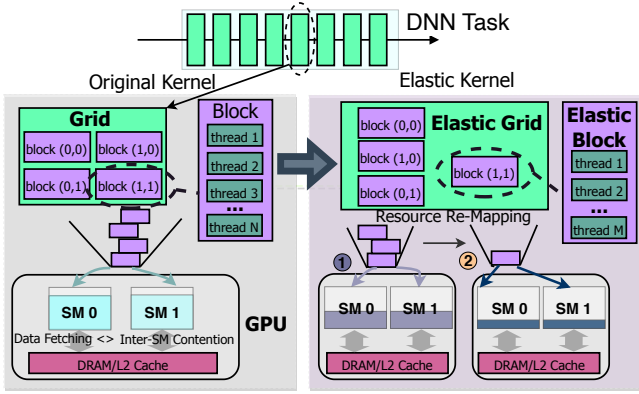 DNN Task
Original Kernel
Elastic Kernel
Grid
block (0,0)
block (1,0)
block (0,1)
block (1,1)
Block
thread 1
thread 2
thread 3
...
thread N
SM 0
SM 1
GPU
Data Fetching <> Inter-SM Contention
DRAM/L2 Cache
Elastic Grid
block (0,0)
block (1,0)
block (0,1)
block (1,1)
Elastic
Block
thread 1
thread 2
...
thread M
Resource Re-Mapping
1
2
SM 0
SM 1
DRAM/L2 Cache
SM 0
SM 1
DRAM/L2 Cache